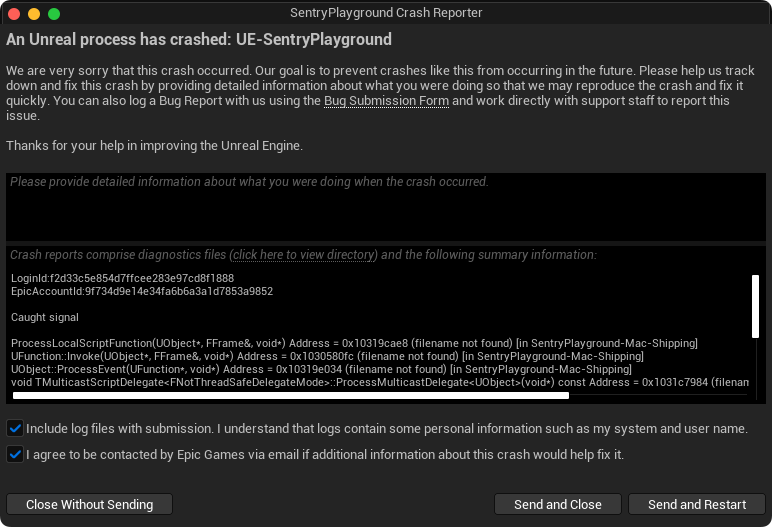 SentryPlayground Crash Reporter
An Unreal process has crashed: UE-SentryPlayground
We are very sorry that this crash occurred. Our goal is to prevent crashes like this from occurring in the future. Please help us track
down and fix this crash by providing detailed information about what you were doing so that we may reproduce the crash and fix it
quickly. You can also log a Bug Report with us using the Bug Submission Form and work directly with support staff to report this
issue.
Thanks for your help in improving the Unreal Engine.
Please provide detailed information about what you were doing when the crash occurred.
Crash reports comprise diagnostics files (click here to view directory) and the following summary information:
LoginId:f2d33c5e854d7ffcee283e97cd8f1888
EpicAccountId:9f734d9e14e34fa6b6a3a1d7853a9852
Caught signal
ProcessLocalScriptFunction(UObject*, FFrame&, void*) Address = 0x10319cae8 (filename not found) [in SentryPlayground-Mac-Shipping]
UFunction::Invoke(UObject*, FFrame&, void*) Address = 0x1030580fc (filename not found) [in SentryPlayground-Mac-Shipping]
UObject::ProcessEvent(UFunction*, void*) Address = 0x10319e034 (filename not found) [in SentryPlayground-Mac-Shipping]
void TMulticastScriptDelegate<FNotThreadSafeDelegateMode>::ProcessMulticastDelegate<UObject>(void*) const Address = 0x1031c7984 (filenam
Include log files with submission. I understand that logs contain some personal information such as my system and user name.
I agree to be contacted by Epic Games via email if additional information about this crash would help fix it.
Close Without Sending
Send and Close
Send and Restart